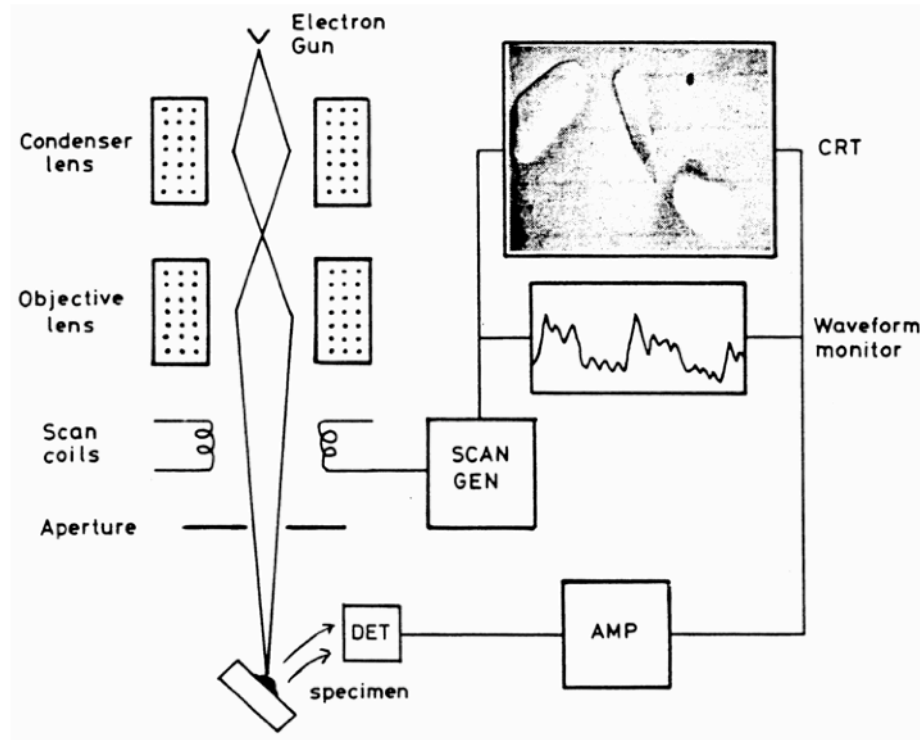 Electron
Gun
Condenser
lens
CRT
Objective
lens
Waveform
monitor
Scan
coils
SCAN
GEN
Aperture
DET
AMP
specimen